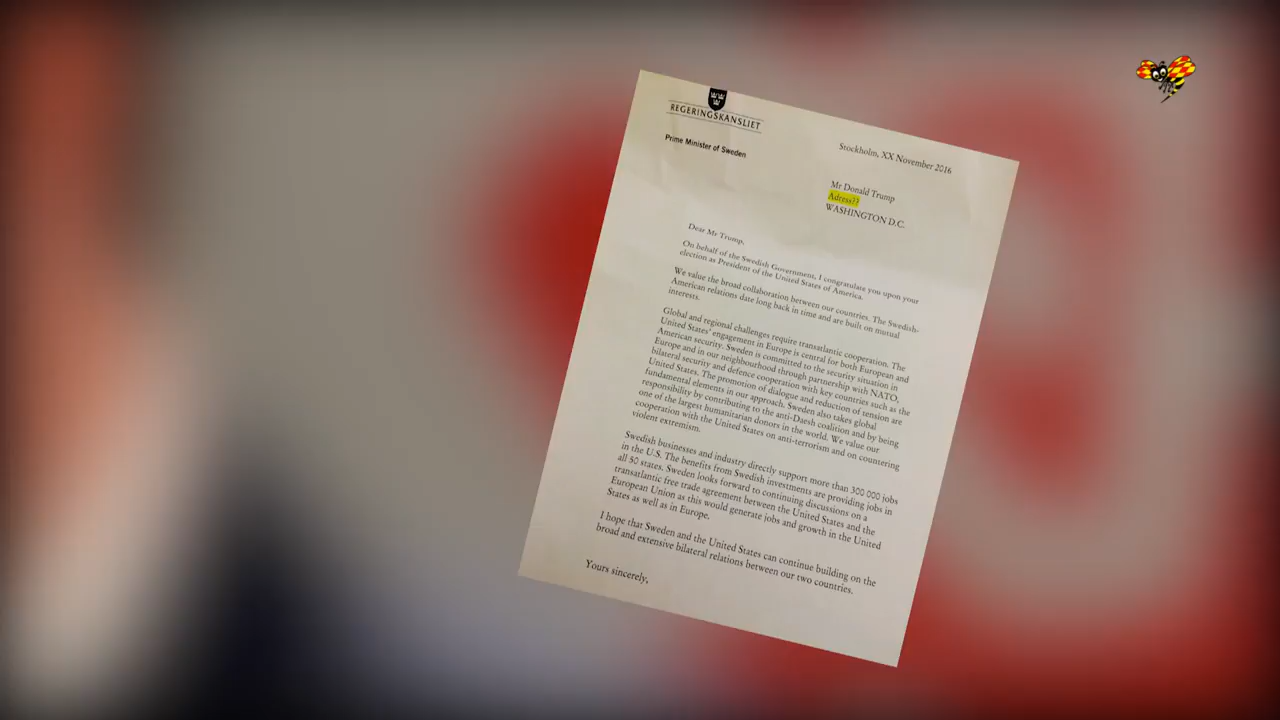 REGERINGSKANSLIET
Prime Minister of Sweden
Stockholm, XX November 2016
Mr Donald Trump
Adress??
WASHINGTON D.C.
Dear Mr Trump,
On behalf of the Swedish Government, I congratulate you upon your
election as President of the United States of America.
We value the broad collaboration between our countries. The Swedish-
American relations date long back in time and are built on mutual
interests.
Global and regional challenges require transatlantic cooperation. The
United States' engagement in Europe is central for both European and
American security. Sweden is committed to the security situation in
Europe and in our neighbourhood through partnership with NATO,
bilateral security and defence cooperation with key countries such as the
United States. The promotion of dialogue and reduction of tension are
fundamental elements in our approach. Sweden also takes global
responsibility by contributing to the anti-Daesh coalition and by being
one of the largest humanitarian donors in the world. We value our
cooperation with the United States on anti-terrorism and on countering
violent extremism.
Swedish businesses and industry directly support more than 300 000 jobs
in the U.S. The benefits from Swedish investments are providing jobs in
all 50 states. Sweden looks forward to continuing discussions on a
transatlantic free trade agreement between the United States and the
European Union as this would generate jobs and growth in the United
States as well as in Europe.
I hope that Sweden and the United States can continue building on the
broad and extensive bilateral relations between our two countries.
Yours sincerely,